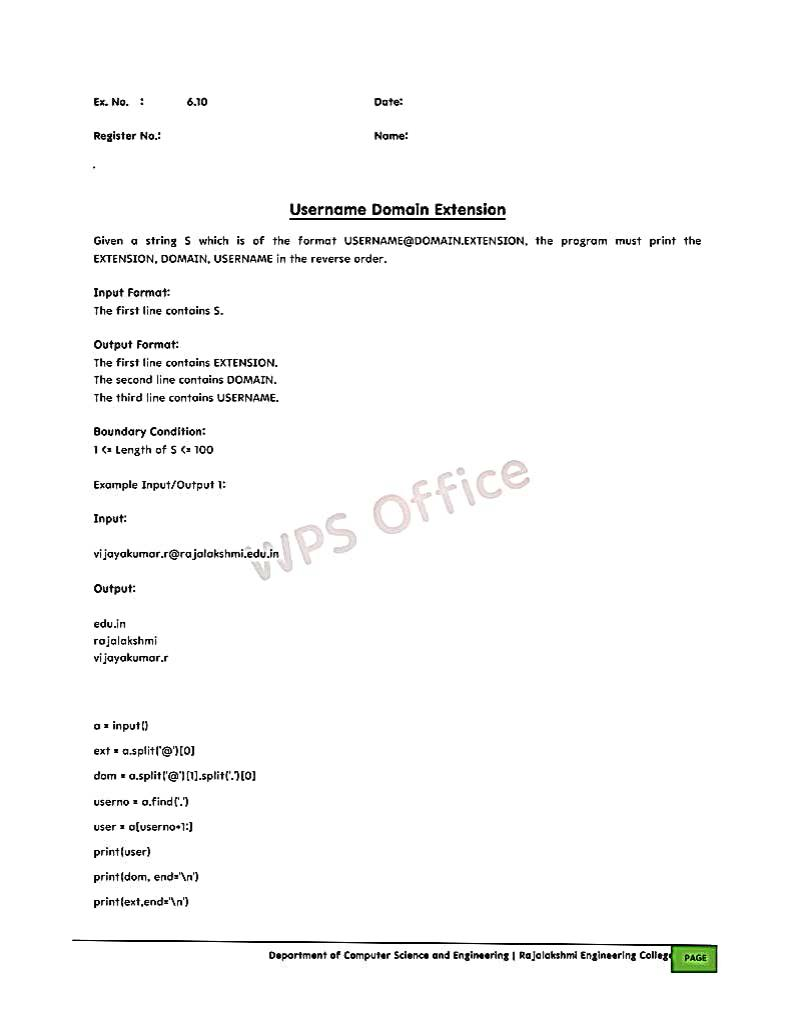 Ex. No. : 6.10 Date:
Register No.: Name:
.
Username Domain Extension
Given a string S which is of the format USERNAME@DOMAIN.EXTENSION, the program must print the
EXTENSION, DOMAIN, USERNAME in the reverse order.
Input Format:
The first line contains S.
Output Format:
The first line contains EXTENSION.
The second line contains DOMAIN.
The third line contains USERNAME.
Boundary Condition:
1 <= Length of S <= 100
Example Input/Output 1:
Input:
vijayakumar.r@rajalakshmi.edu.in
Output:
edu.in
rajalakshmi
vijayakumar.r
WPS Office
a = input()
ext = a.split('@')[0]
dom = a.split('@')[1].split('.')[0]
userno = a.find('.')
user = a[userno+1:]
print(user)
print(dom, end='\n')
print(ext,end='\n')
Department of Computer Science and Engineering | Rajalakshmi Engineering College
PAGE